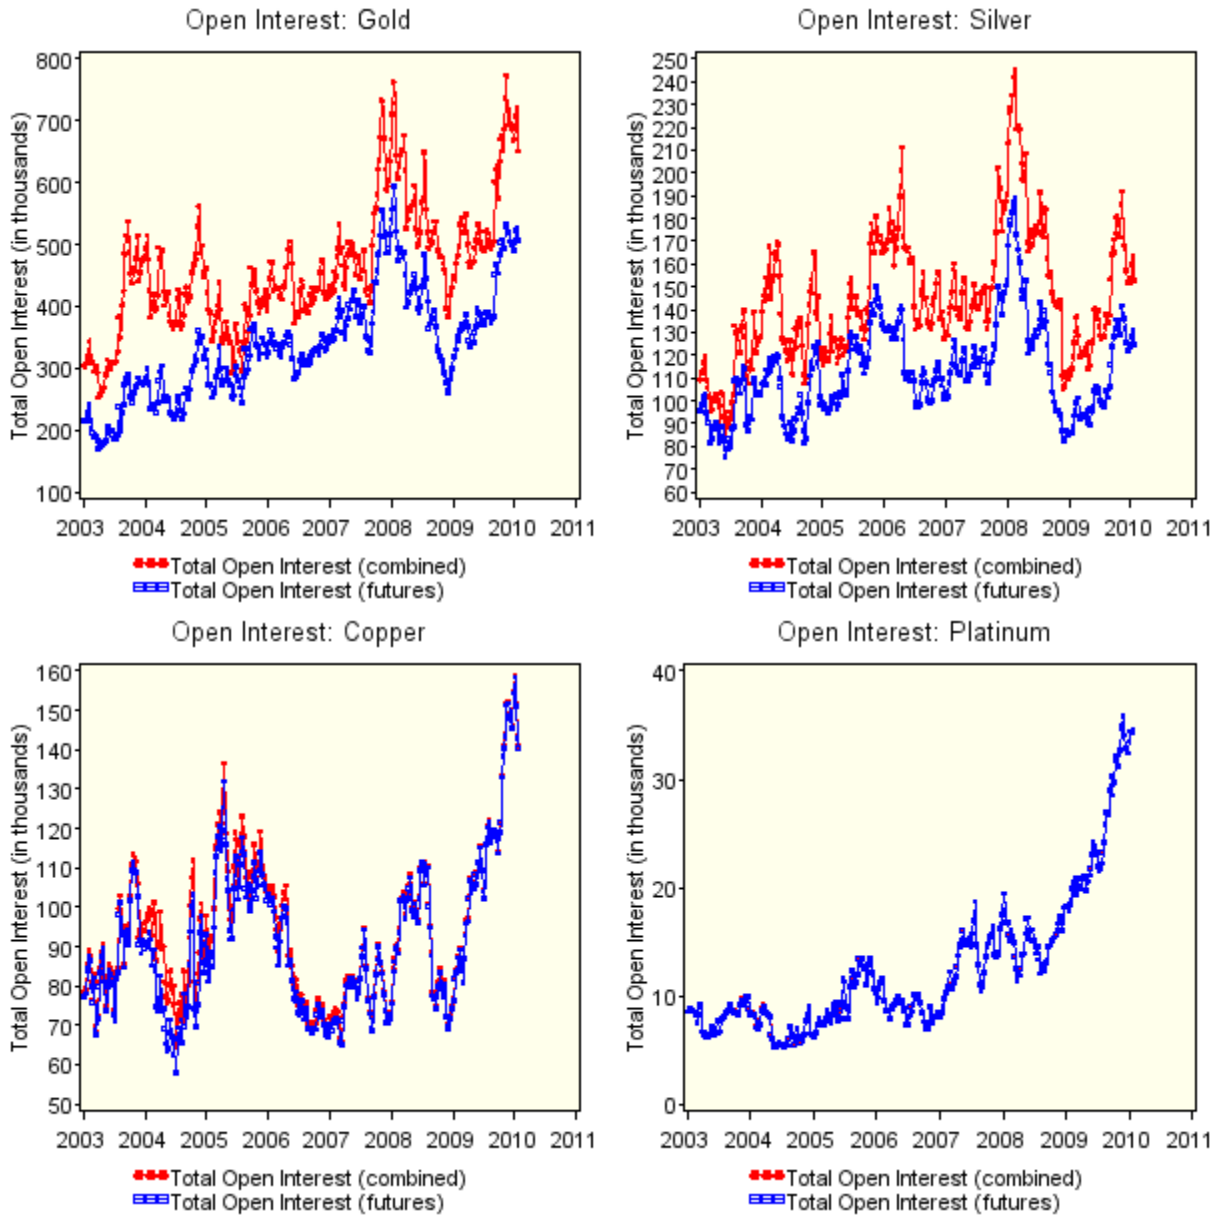 Open Interest: Gold
Total Open Interest (in thousands)
800
700
600
500
400
300
200
100
2003 2004 2005 2006 2007 2008 2009 2010 2011
Total Open Interest (combined)
Total Open Interest (futures)
Open Interest: Silver
Total Open Interest (in thousands)
250
240
230
220
210
200
190
180
170
160
150
140
130
120
110
100
90
80
70
60
2003 2004 2005 2006 2007 2008 2009 2010 2011
Total Open Interest (combined)
Total Open Interest (futures)
Open Interest: Copper
Total Open Interest (in thousands)
160
150
140
130
120
110
100
90
80
70
60
50
2003 2004 2005 2006 2007 2008 2009 2010 2011
Total Open Interest (combined)
Total Open Interest (futures)
Open Interest: Platinum
Total Open Interest (in thousands)
40
30
20
10
0
2003 2004 2005 2006 2007 2008 2009 2010 2011
Total Open Interest (combined)
Total Open Interest (futures)